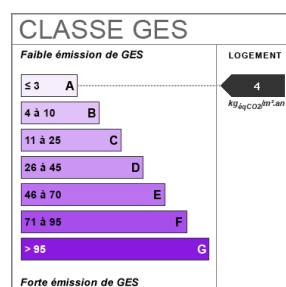 CLASSE GES
Faible émission de GES
LOGEMENT
≤ 3 A
4
kgéqCO2/m².an
4 à 10 B
11 à 25 C
26 à 45 D
46 à 70 E
71 à 95 F
> 95 G
Forte émission de GES